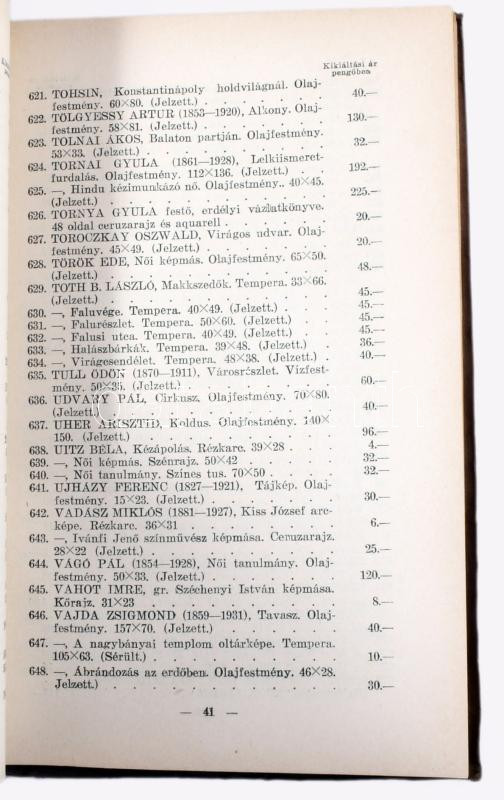 Kikiáltási ár
pengőben
621. TOHSIN, Konstantinápoly holdvilágnál. Olaj-
festmény. 60×80. (Jelzett) . . . . . . 40.—
622. TÖLGYESSY ARTUR (1853—1920), Alkony. Olaj-
festmény. 58×81. (Jelzett) . . . . . . 130.—
623. TOLNAI ÁKOS, Balaton partján. Olajfestmény.
53×33. (Jelzett) . . . . . . . . 32.—
624. TORNAI GYULA (1861—1928), Lelkiismeret-
furdalás. Olajfestmény. 112×136. (Jelzett) . . 192.—
625. —, Hindu kézimunkázó nő. Olajfestmény.. 40×45.
(Jelzett) . . . . . . . . . . 225.—
626. TORNYA GYULA festő, erdélyi vázlatkönyve.
48 oldal ceruzarajz és aquarell . . . . . 20.—
627. TOROCZKAY OSZWALD, Virágos udvar. Olaj-
festmény. 45×49. (Jelzett) . . . . . . 20.—
628. TÖRÖK EDE, Női képmás. Olajfestmény. 65×50.
(Jelzett) . . . . . . . . . . 48.—
629. TOTH B. LÁSZLÓ, Makkszedők. Tempera. 33×66.
(Jelzett) . . . . . . . . . . 45.—
630. —, Faluvége. Tempera. 40×49. (Jelzett) . . 45.—
631. —, Falurészlet. Tempera. 50×60. (Jelzett) . . 45.—
632. —, Falusi utca. Tempera. 40×49. (Jelzett) . . 45.—
633. —, Halászbárkák. Tempera. 39×48. (Jelzett) . 36.—
634. —, Virágcsendélet. Tempera. 48×38. (Jelzett) . 40.—
635. TULL ÖDÖN (1870—1911), Városrészlet. Vízfest-
mény. 50×35. (Jelzett) . . . . . . . 60.—
636. UDVARY PÁL, Cirkusz. Olajfestmény. 70×80.
(Jelzett) . . . . . . . . . . 40.—
637. UHER ARISZTID, Koldus. Olajfestmény. 140×
150. (Jelzett) . . . . . . . . . 96.—
638. UITZ BÉLA, Kézápolás. Rézkarc. 39×28 . . . 4.—
639. —, Női képmás. Szénrajz. 50×42 . . . . . 32.—
640. —, Női tanulmány. Színes tus. 70×50 . . . . 32.—
641. UJHÁZY FERENC (1827—1921), Tájkép. Olaj-
festmény. 15×23. (Jelzett) . . . . . . 30.—
642. VADÁSZ MIKLÓS (1881—1927), Kiss József arc-
képe. Rézkarc. 36×31 . . . . . . . 6.—
643. —, Ivánfi Jenő színművész képmása. Ceruzarajz.
28×22 (Jelzett) . . . . . . . . 25.—
644. VÁGÓ PÁL (1854—1928), Női tanulmány. Olaj-
festmény. 50×33. (Jelzett) . . . . . . 120.—
645. VAHOT IMRE, gr. Széchenyi István képmása.
Kőrajz. 31×23 . . . . . . . . 8.—
646. VAJDA ZSIGMOND (1859—1931), Tavasz. Olaj-
festmény. 157×70. (Jelzett) . . . . . . 40.—
647. —, A nagybányai templom oltárképe. Tempera.
105×63. (Sérült.) . . . . . . . . 10.—
648. —, Ábrándozás az erdőben. Olajfestmény. 46×28.
Jelzett.) . . . . . . . . . . 30.—
— 41 —